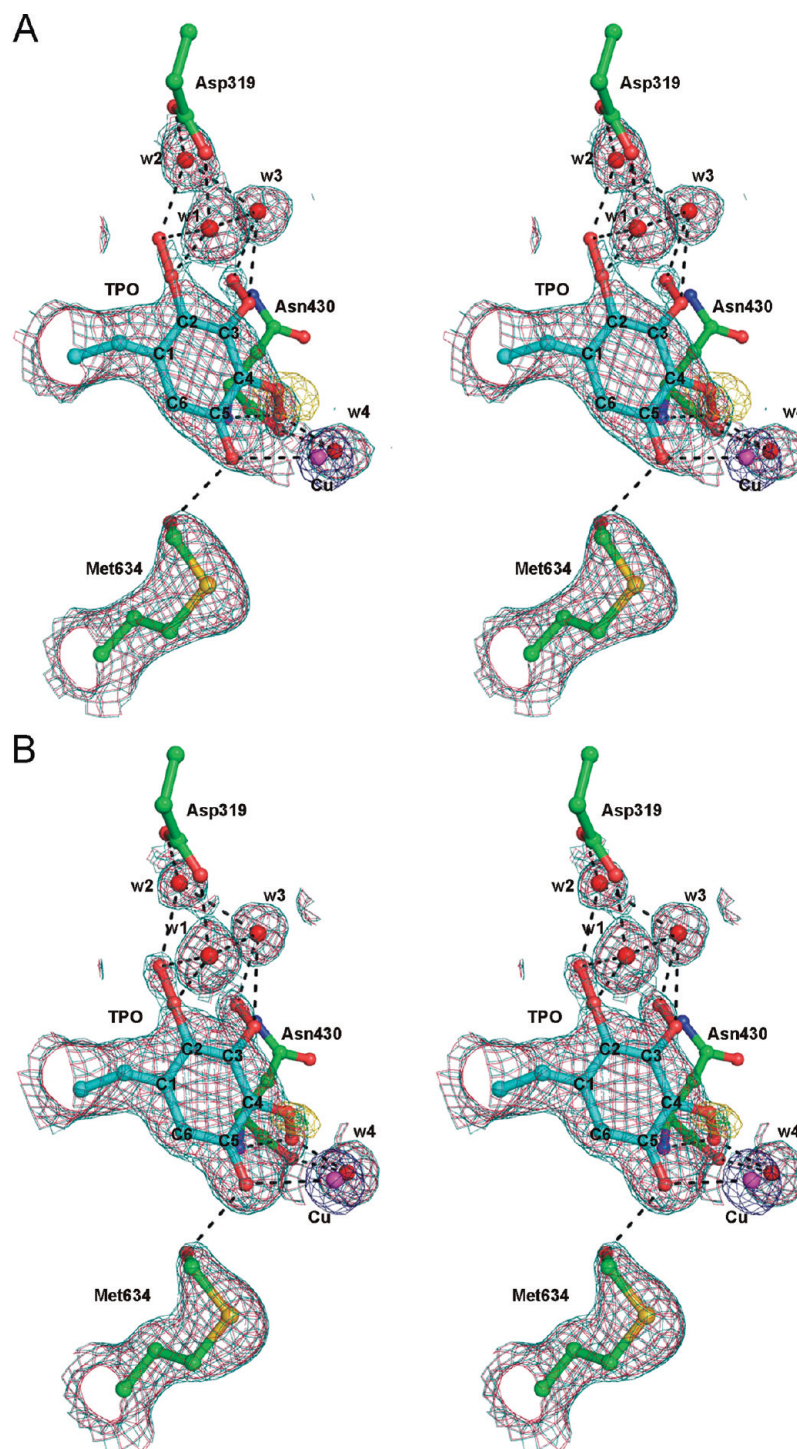 A
Asp319
w2
w3
w1
TPO
Asn430
C2
C3
C1
C4
C6
C5
w4
Cu
Met634
Asp319
w2
w3
w1
TPO
Asn430
C2
C3
C1
C4
C6
C5
Cu
Met634
B
Asp319
w2
w3
w1
TPO
Asn430
C2
C3
C1
C4
C6
C5
w4
Cu
Met634
Asp319
w2
w3
w1
TPO
Asn430
C2
C3
C1
C4
C6
C5
w4
Cu
Met634